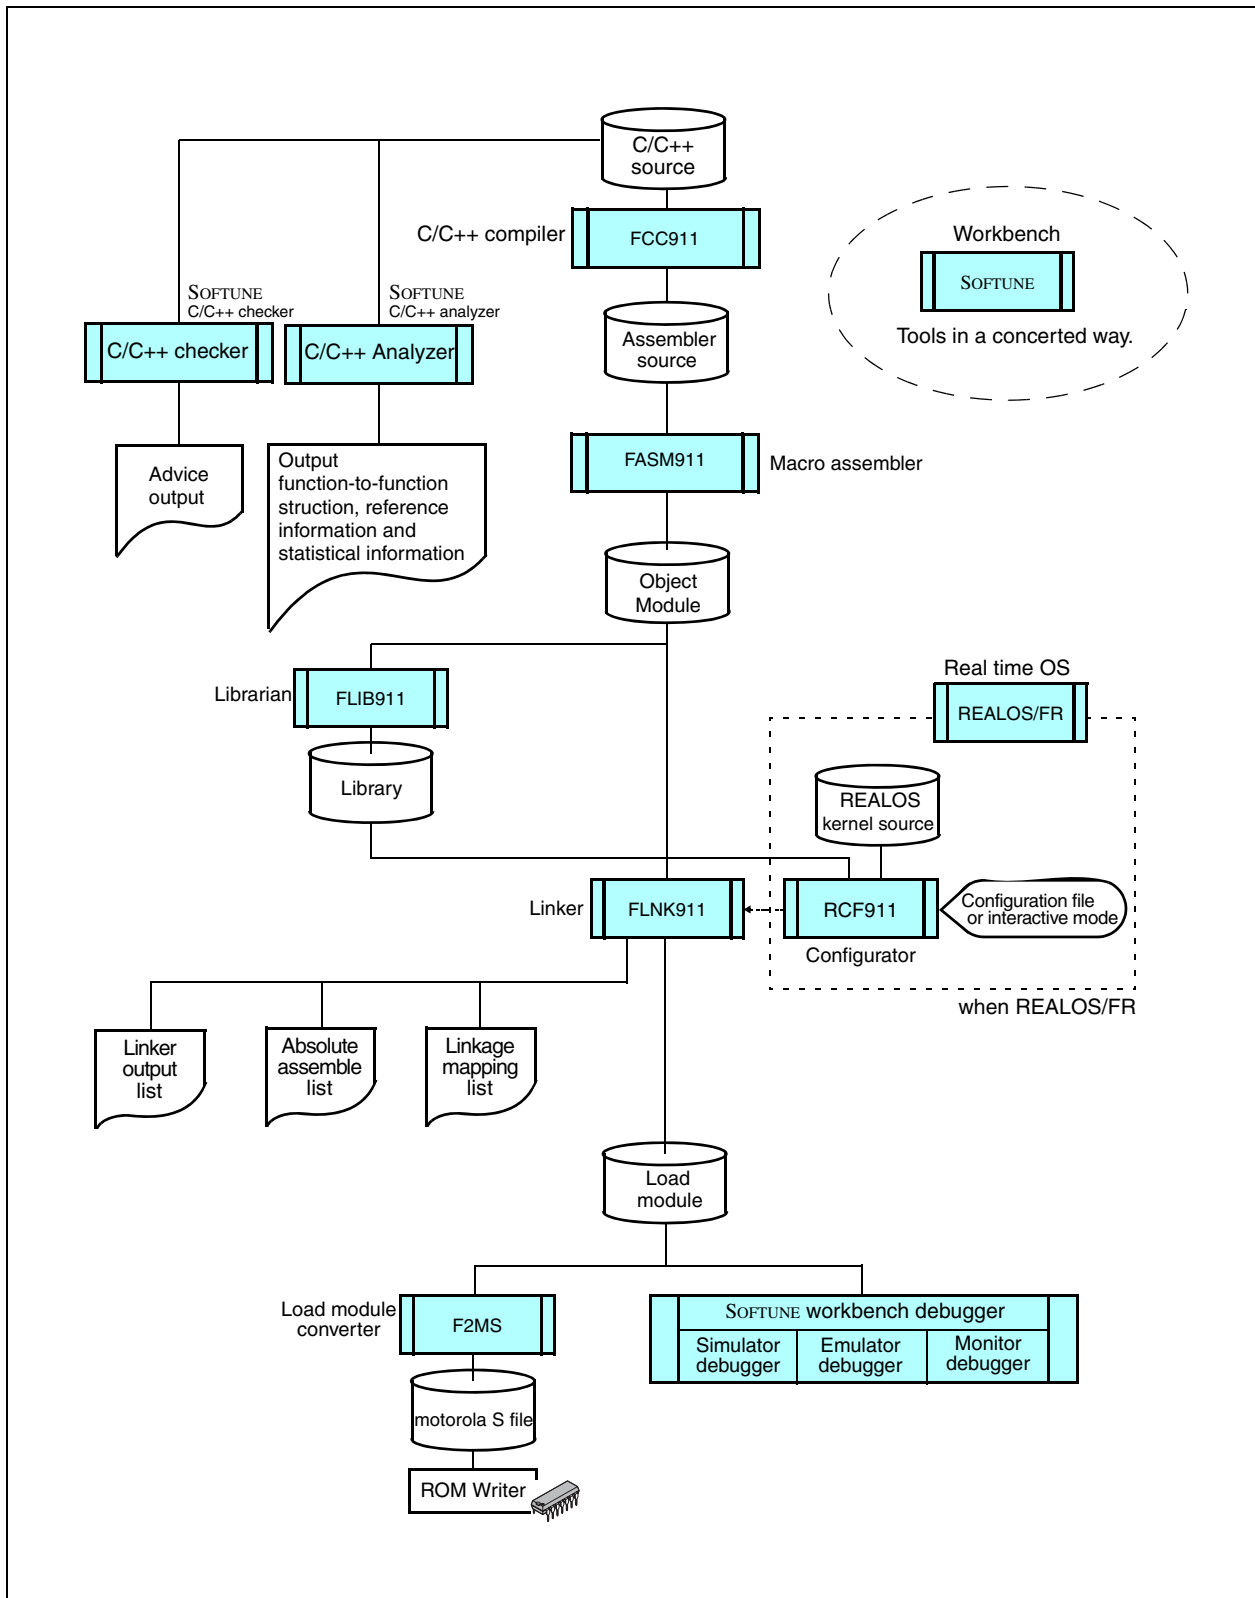 C/C++
source
C/C++ compiler
FCC911
Workbench
SOFTUNE
Tools in a concerted way.
SOFTUNE
C/C++ checker
SOFTUNE
C/C++ analyzer
C/C++ checker
C/C++ Analyzer
Assembler
source
Advice
output
Output
function-to-function
struction, reference
information and
statistical information
FASM911
Macro assembler
Object
Module
Librarian
FLIB911
Real time OS
REALOS/FR
Library
REALOS
kernel source
Linker
FLNK911
RCF911
Configuration file
or interactive mode
Configurator
when REALOS/FR
Linker
output
list
Absolute
assemble
list
Linkage
mapping
list
Load
module
Load module
converter
F2MS
SOFTUNE workbench debugger
Simulator
debugger
Emulator
debugger
Monitor
debugger
motorola S file
ROM Writer